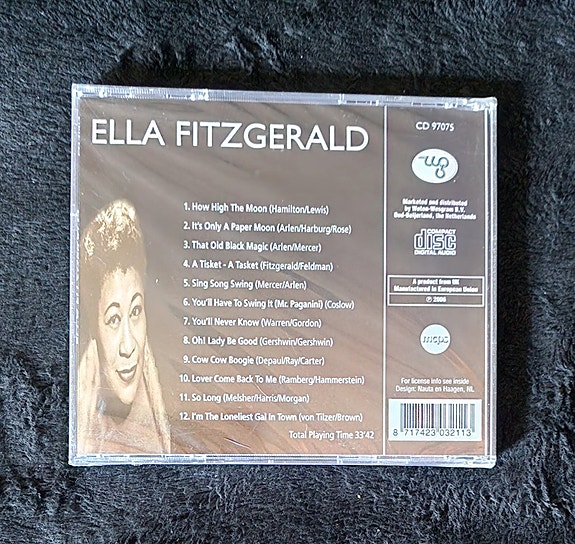 ELLA FITZGERALD
1. How High The Moon (Hamilton/Lewis)
2. It's Only A Paper Moon (Arlen/Harburg/Rose)
3. That Old Black Magic (Arlen/Mercer)
4. A Tisket - A Tasket (Fitzgerald/Feldman)
5. Sing Song Swing (Mercer/Arlen)
6. You'll Have To Swing It (Mr. Paganini) (Coslow)
7. You'll Never Know (Warren/Gordon)
8. Oh! Lady Be Good (Gershwin/Gershwin)
9. Cow Cow Boogie (Depaul/Ray/Carter)
10. Lover Come Back To Me (Ramberg/Hammerstein)
11. So Long (Melsher/Harris/Morgan)
12. I'm The Loneliest Gal In Town (von Tilzer/Brown)
Total Playing Time 33'42
CD 97075
Marketed and distributed
by Weton-Wesgram B.V.
Oud-Beijerland, The Netherlands
COMPACT
disc
DIGITAL AUDIO
A product from UK
Manufactured in European Union
℗ 2006
mcps
For license info see inside
Design: Nauta en Haagen, NL
8 717423 032113